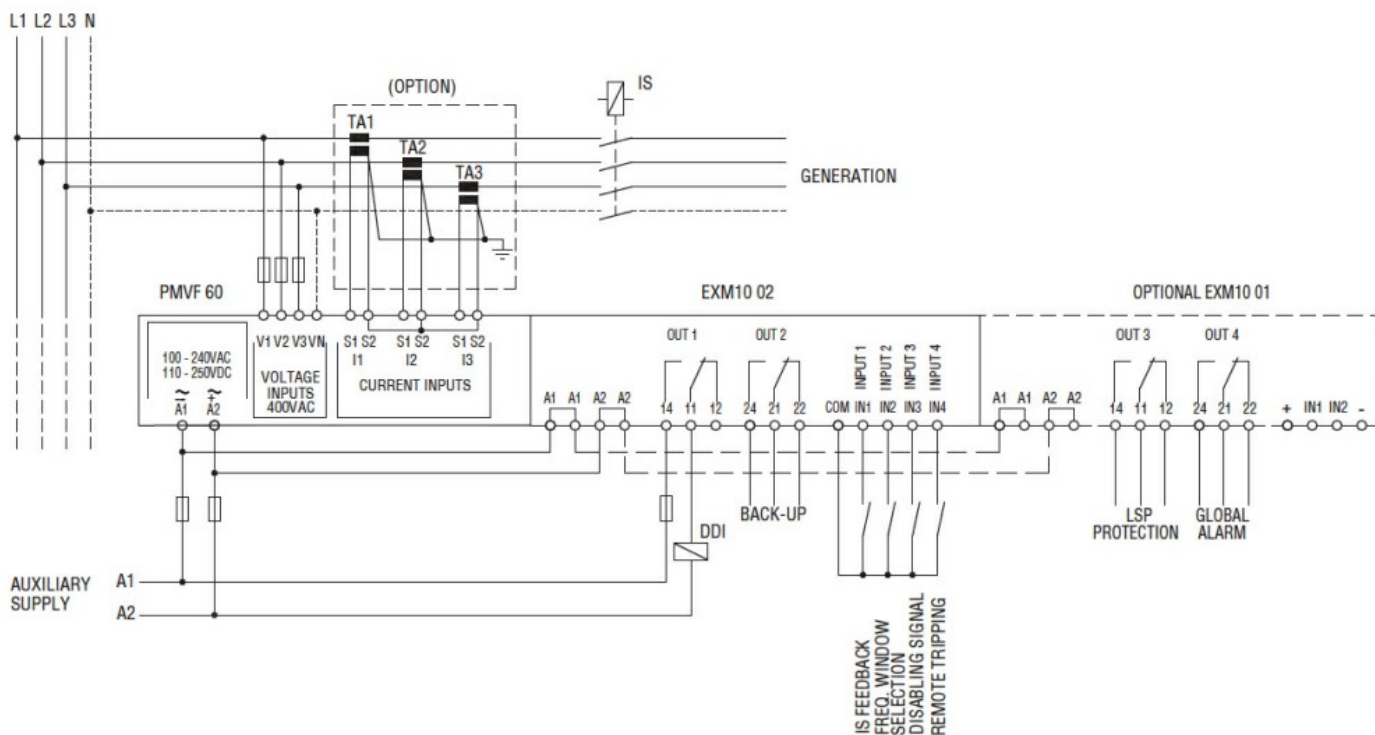 L1 L2 L3 N
(OPTION)
IS
TA1
TA2
TA3
GENERATION
PMVF 60
EXM10 02
OPTIONAL EXM10 01
100 - 240VAC
110 - 250VDC
A1 A2
V1 V2 V3 VN
VOLTAGE
INPUTS
400VAC
S1 S2 S1 S2 S1 S2
I1 I2 I3
CURRENT INPUTS
OUT 1
OUT 2
INPUT 1
INPUT 2
INPUT 3
INPUT 4
OUT 3
OUT 4
A1 A1 A2 A2
14 11 12
24 21 22
COM IN1 IN2 IN3 IN4
A1 A1 A2 A2
14 11 12
24 21 22
+ IN1 IN2 -
BACK-UP
LSP
PROTECTION
GLOBAL
ALARM
DDI
AUXILIARY
SUPPLY
A1
A2
IS FEEDBACK
FREQ. WINDOW
SELECTION
DISABLING SIGNAL
REMOTE TRIPPING